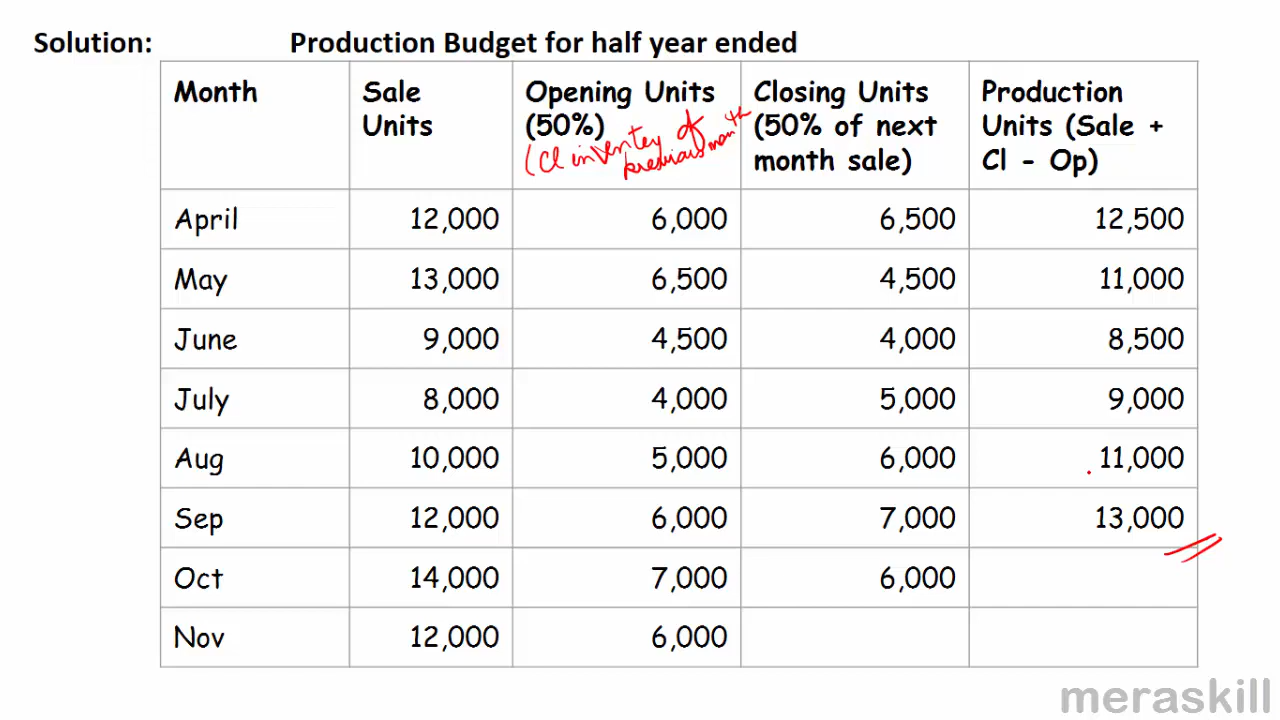 Solution: Production Budget for half year ended
Month Sale Units Opening Units (50%) (Cl inventey of previous month Closing Units (50% of next month sale) Production Units (Sale + Cl - Op)
April 12,000 6,000 6,500 12,500
May 13,000 6,500 4,500 11,000
June 9,000 4,500 4,000 8,500
July 8,000 4,000 5,000 9,000
Aug 10,000 5,000 6,000 11,000
Sep 12,000 6,000 7,000 13,000
Oct 14,000 7,000 6,000
Nov 12,000 6,000
meraskill